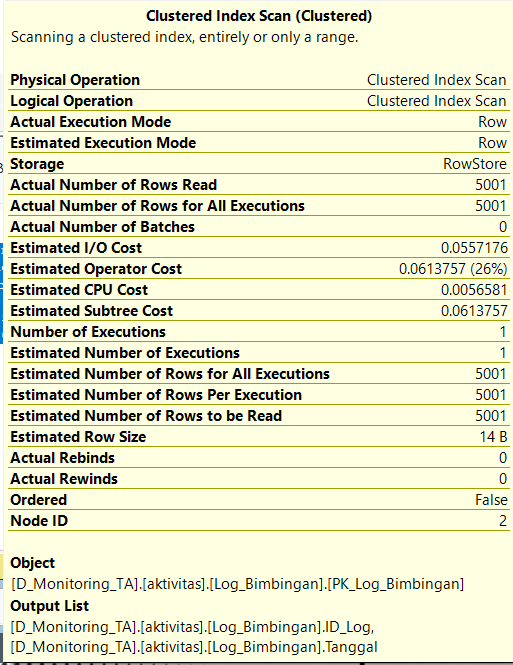 Clustered Index Scan (Clustered)
Scanning a clustered index, entirely or only a range.
Physical Operation Clustered Index Scan
Logical Operation Clustered Index Scan
Actual Execution Mode Row
Estimated Execution Mode Row
Storage RowStore
Actual Number of Rows Read 5001
Actual Number of Rows for All Executions 5001
Actual Number of Batches 0
Estimated I/O Cost 0.0557176
Estimated Operator Cost 0.0613757 (26%)
Estimated CPU Cost 0.0056581
Estimated Subtree Cost 0.0613757
Number of Executions 1
Estimated Number of Executions 1
Estimated Number of Rows for All Executions 5001
Estimated Number of Rows Per Execution 5001
Estimated Number of Rows to be Read 5001
Estimated Row Size 14 B
Actual Rebinds 0
Actual Rewinds 0
Ordered False
Node ID 2
Object
[D_Monitoring_TA].[aktivitas].[Log_Bimbingan].[PK_Log_Bimbingan]
Output List
[D_Monitoring_TA].[aktivitas].[Log_Bimbingan].ID_Log,
[D_Monitoring_TA].[aktivitas].[Log_Bimbingan].Tanggal